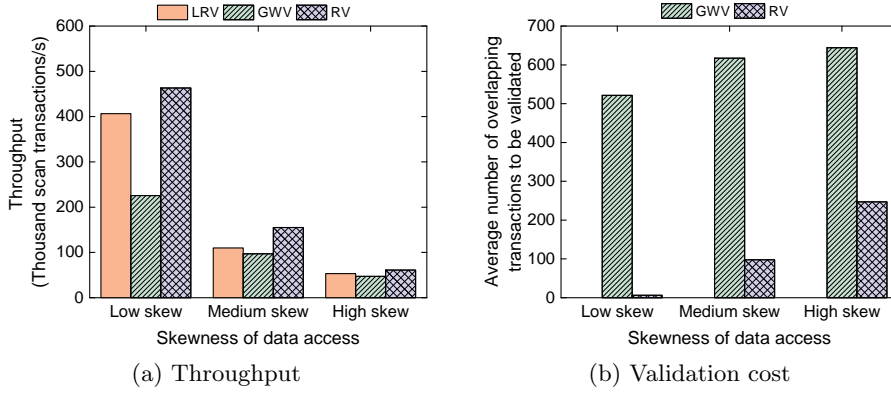 LRV GWV RV
600
500
400
300
200
100
0
Throughput
(Thousand scan transactions/s)
Low skew Medium skew High skew
Skewness of data access
(a) Throughput
GWV RV
700
600
500
400
300
200
100
0
Average number of overlapping
transactions to be validated
Low skew Medium skew High skew
Skewness of data access
(b) Validation cost